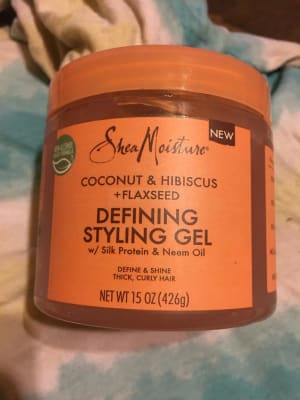 NEW
SheaMoisture®
COCONUT & HIBISCUS
+FLAXSEED
DEFINING
STYLING GEL
w/ Silk Protein & Neem Oil
DEFINE & SHINE
THICK, CURLY HAIR
NET WT 15 OZ (426g)